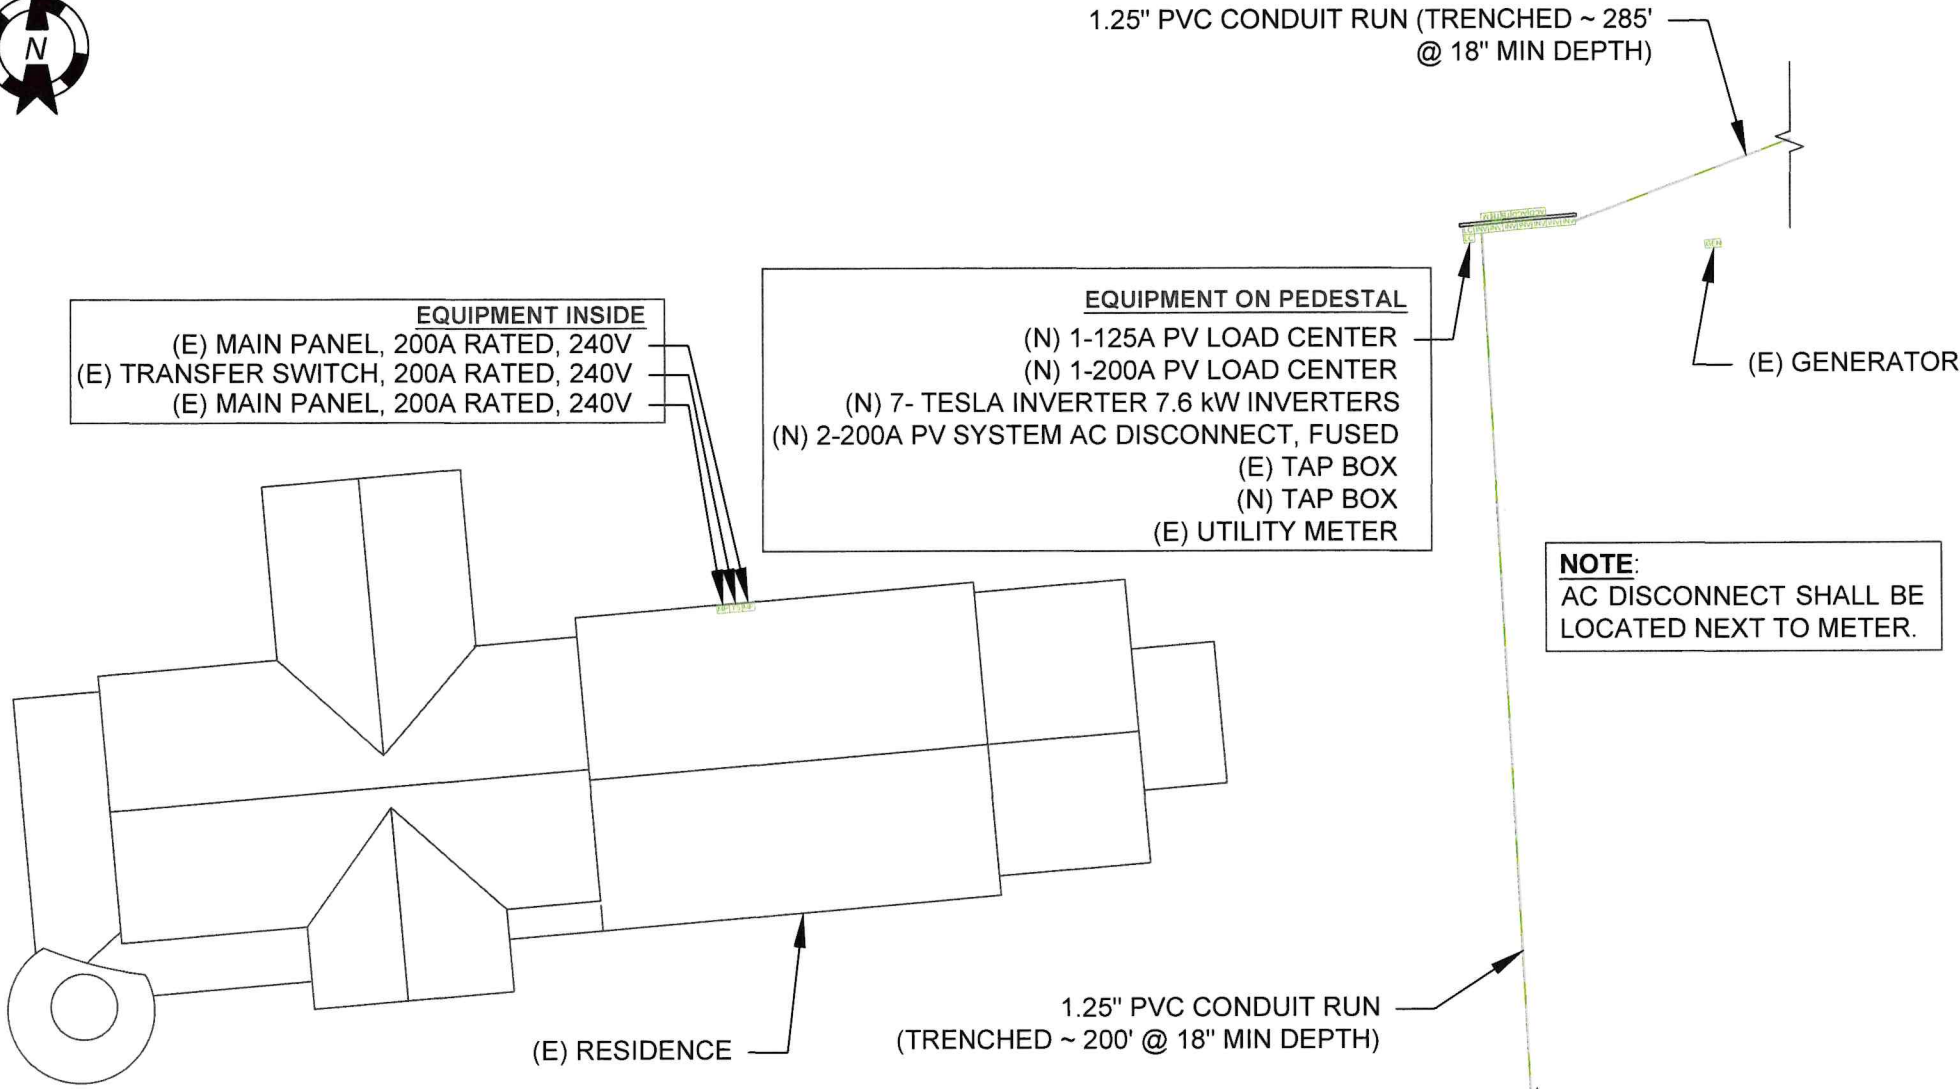 N
1.25" PVC CONDUIT RUN (TRENCHED ~ 285'
@ 18" MIN DEPTH)
EQUIPMENT INSIDE
(E) MAIN PANEL, 200A RATED, 240V
(E) TRANSFER SWITCH, 200A RATED, 240V
(E) MAIN PANEL, 200A RATED, 240V
EQUIPMENT ON PEDESTAL
(N) 1-125A PV LOAD CENTER
(N) 1-200A PV LOAD CENTER
(N) 7- TESLA INVERTER 7.6 kW INVERTERS
(N) 2-200A PV SYSTEM AC DISCONNECT, FUSED
(E) TAP BOX
(N) TAP BOX
(E) UTILITY METER
GEN
(E) GENERATOR
NOTE:
AC DISCONNECT SHALL BE
LOCATED NEXT TO METER.
1.25" PVC CONDUIT RUN
(TRENCHED ~ 200' @ 18" MIN DEPTH)
(E) RESIDENCE